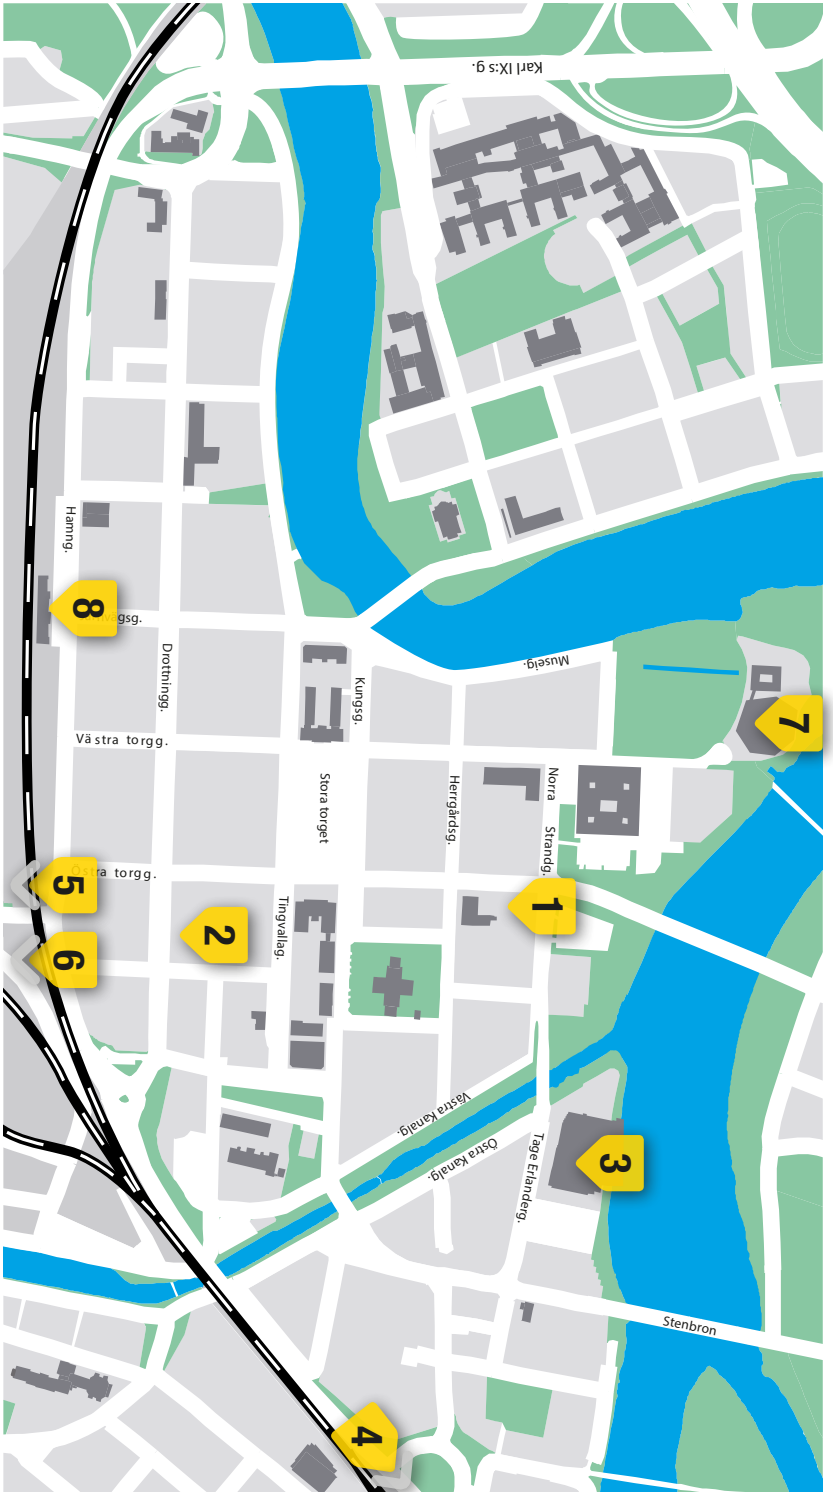 Karl IX:s g.
Hamng.
8
Järnvägsg.
Drottningg.
Museig.
Kungsg.
7
Västra torgg.
Stora torget
Herrgårdsg.
Norra Strandg.
Östra torgg.
5
1
Tingvallag.
2
6
Västra Kanalg.
Östra Kanalg.
Tage Erlanderg.
3
Stenbron
4